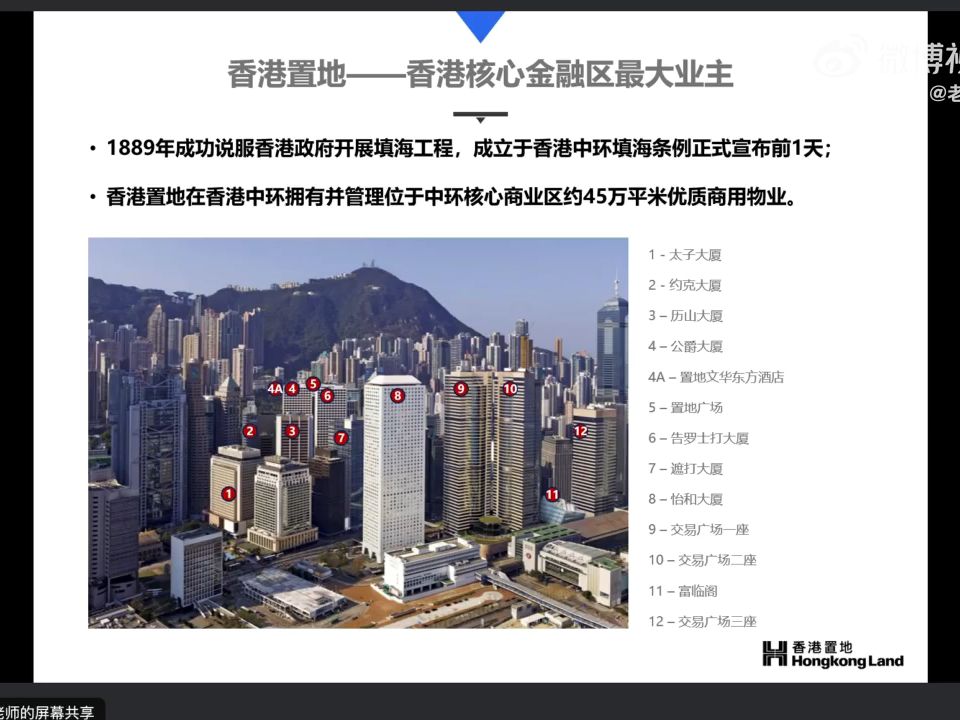 香港置地——香港核心金融区最大业主
微博视
@老
• 1889年成功说服香港政府开展填海工程，成立于香港中环填海条例正式宣布前1天；
• 香港置地在香港中环拥有并管理位于中环核心商业区约45万平米优质商用物业。
1 - 太子大厦
2 - 约克大厦
3 – 历山大厦
4 – 公爵大厦
4A – 置地文华东方酒店
5 – 置地广场
6 – 告罗士打大厦
7 – 遮打大厦
8 – 怡和大厦
9 – 交易广场一座
10 – 交易广场二座
11 – 富临阁
12 – 交易广场三座
4A 4 5 6 8 9 10
2 3 7 12
1 11
香港置地
Hongkong Land
老师的屏幕共享